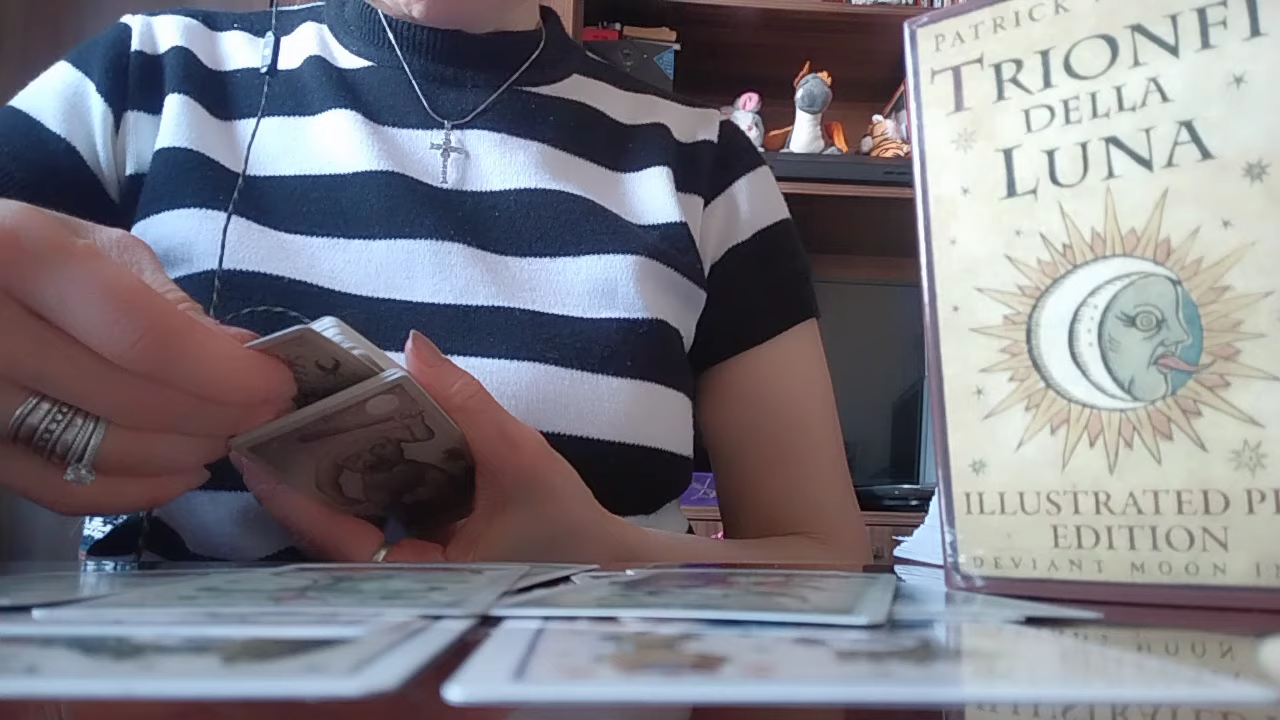 PATRICK
TRIONFI
DELLA
LUNA
ILLUSTRATED
EDITION
DEVIANT MOON